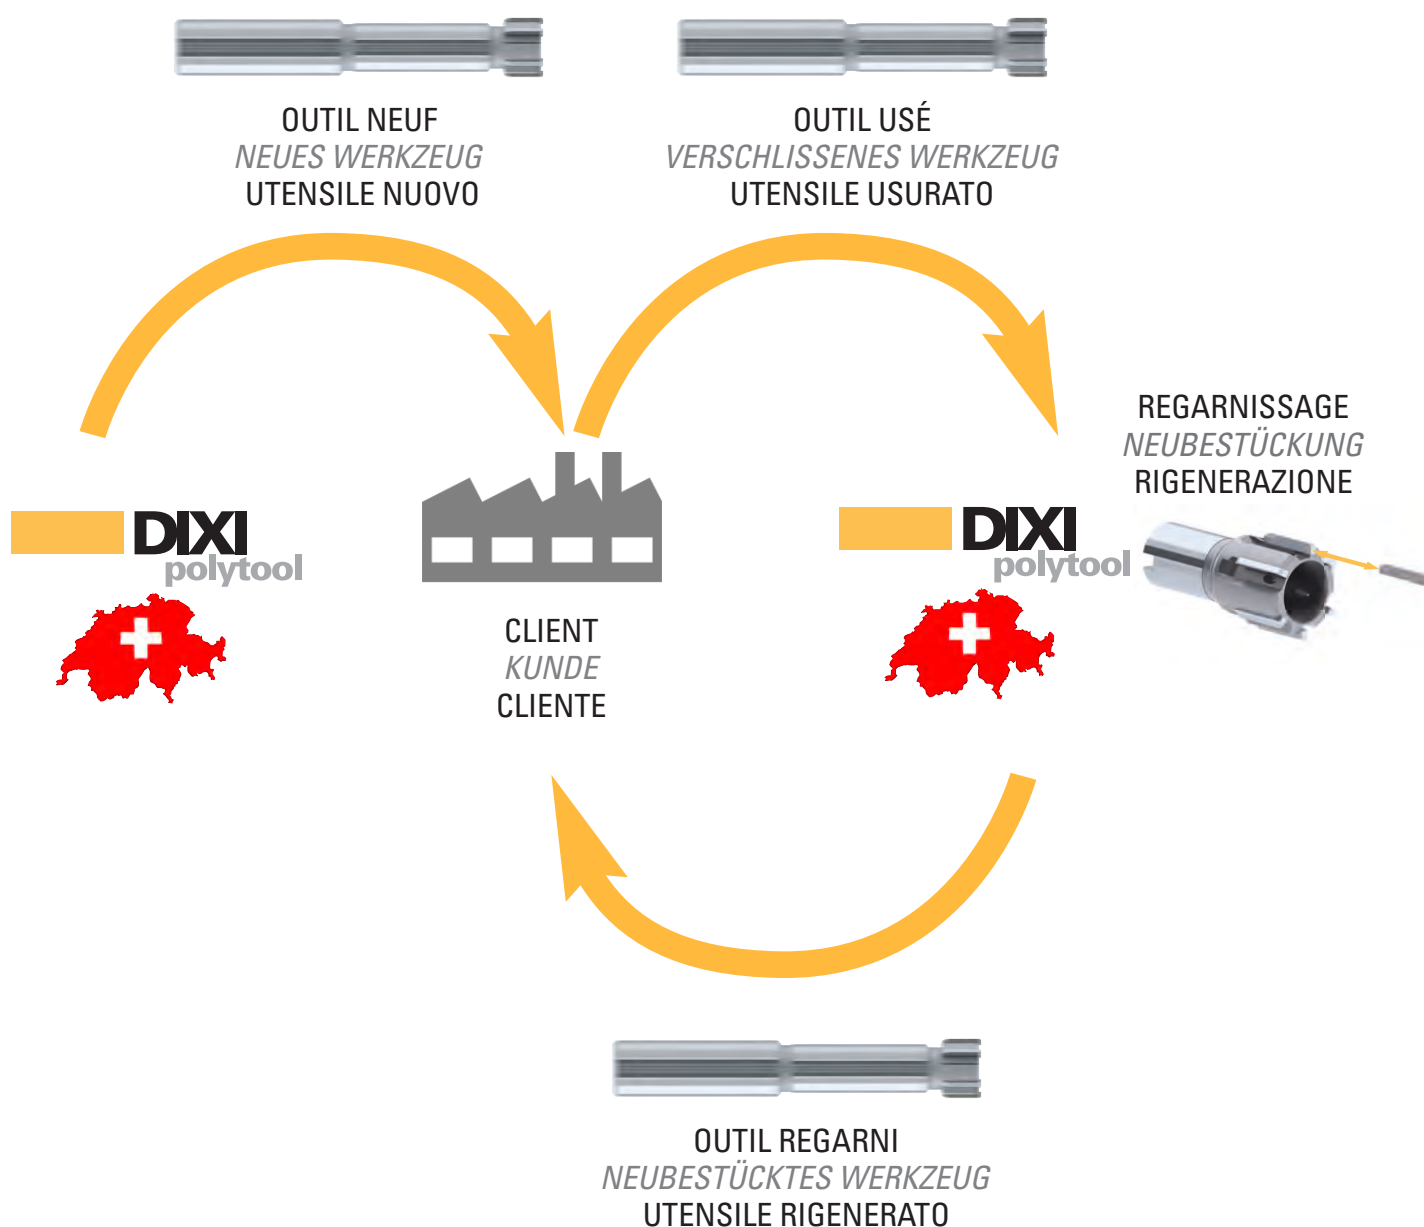 OUTIL NEUF
NEUES WERKZEUG
UTENSILE NUOVO
OUTIL USÉ
VERSCHLISSENES WERKZEUG
UTENSILE USURATO
REGARNISSAGE
NEUBESTÜCKUNG
RIGENERAZIONE
DIXI
polytool
DIXI
polytool
CLIENT
KUNDE
CLIENTE
OUTIL REGARNI
NEUBESTÜCKTES WERKZEUG
UTENSILE RIGENERATO